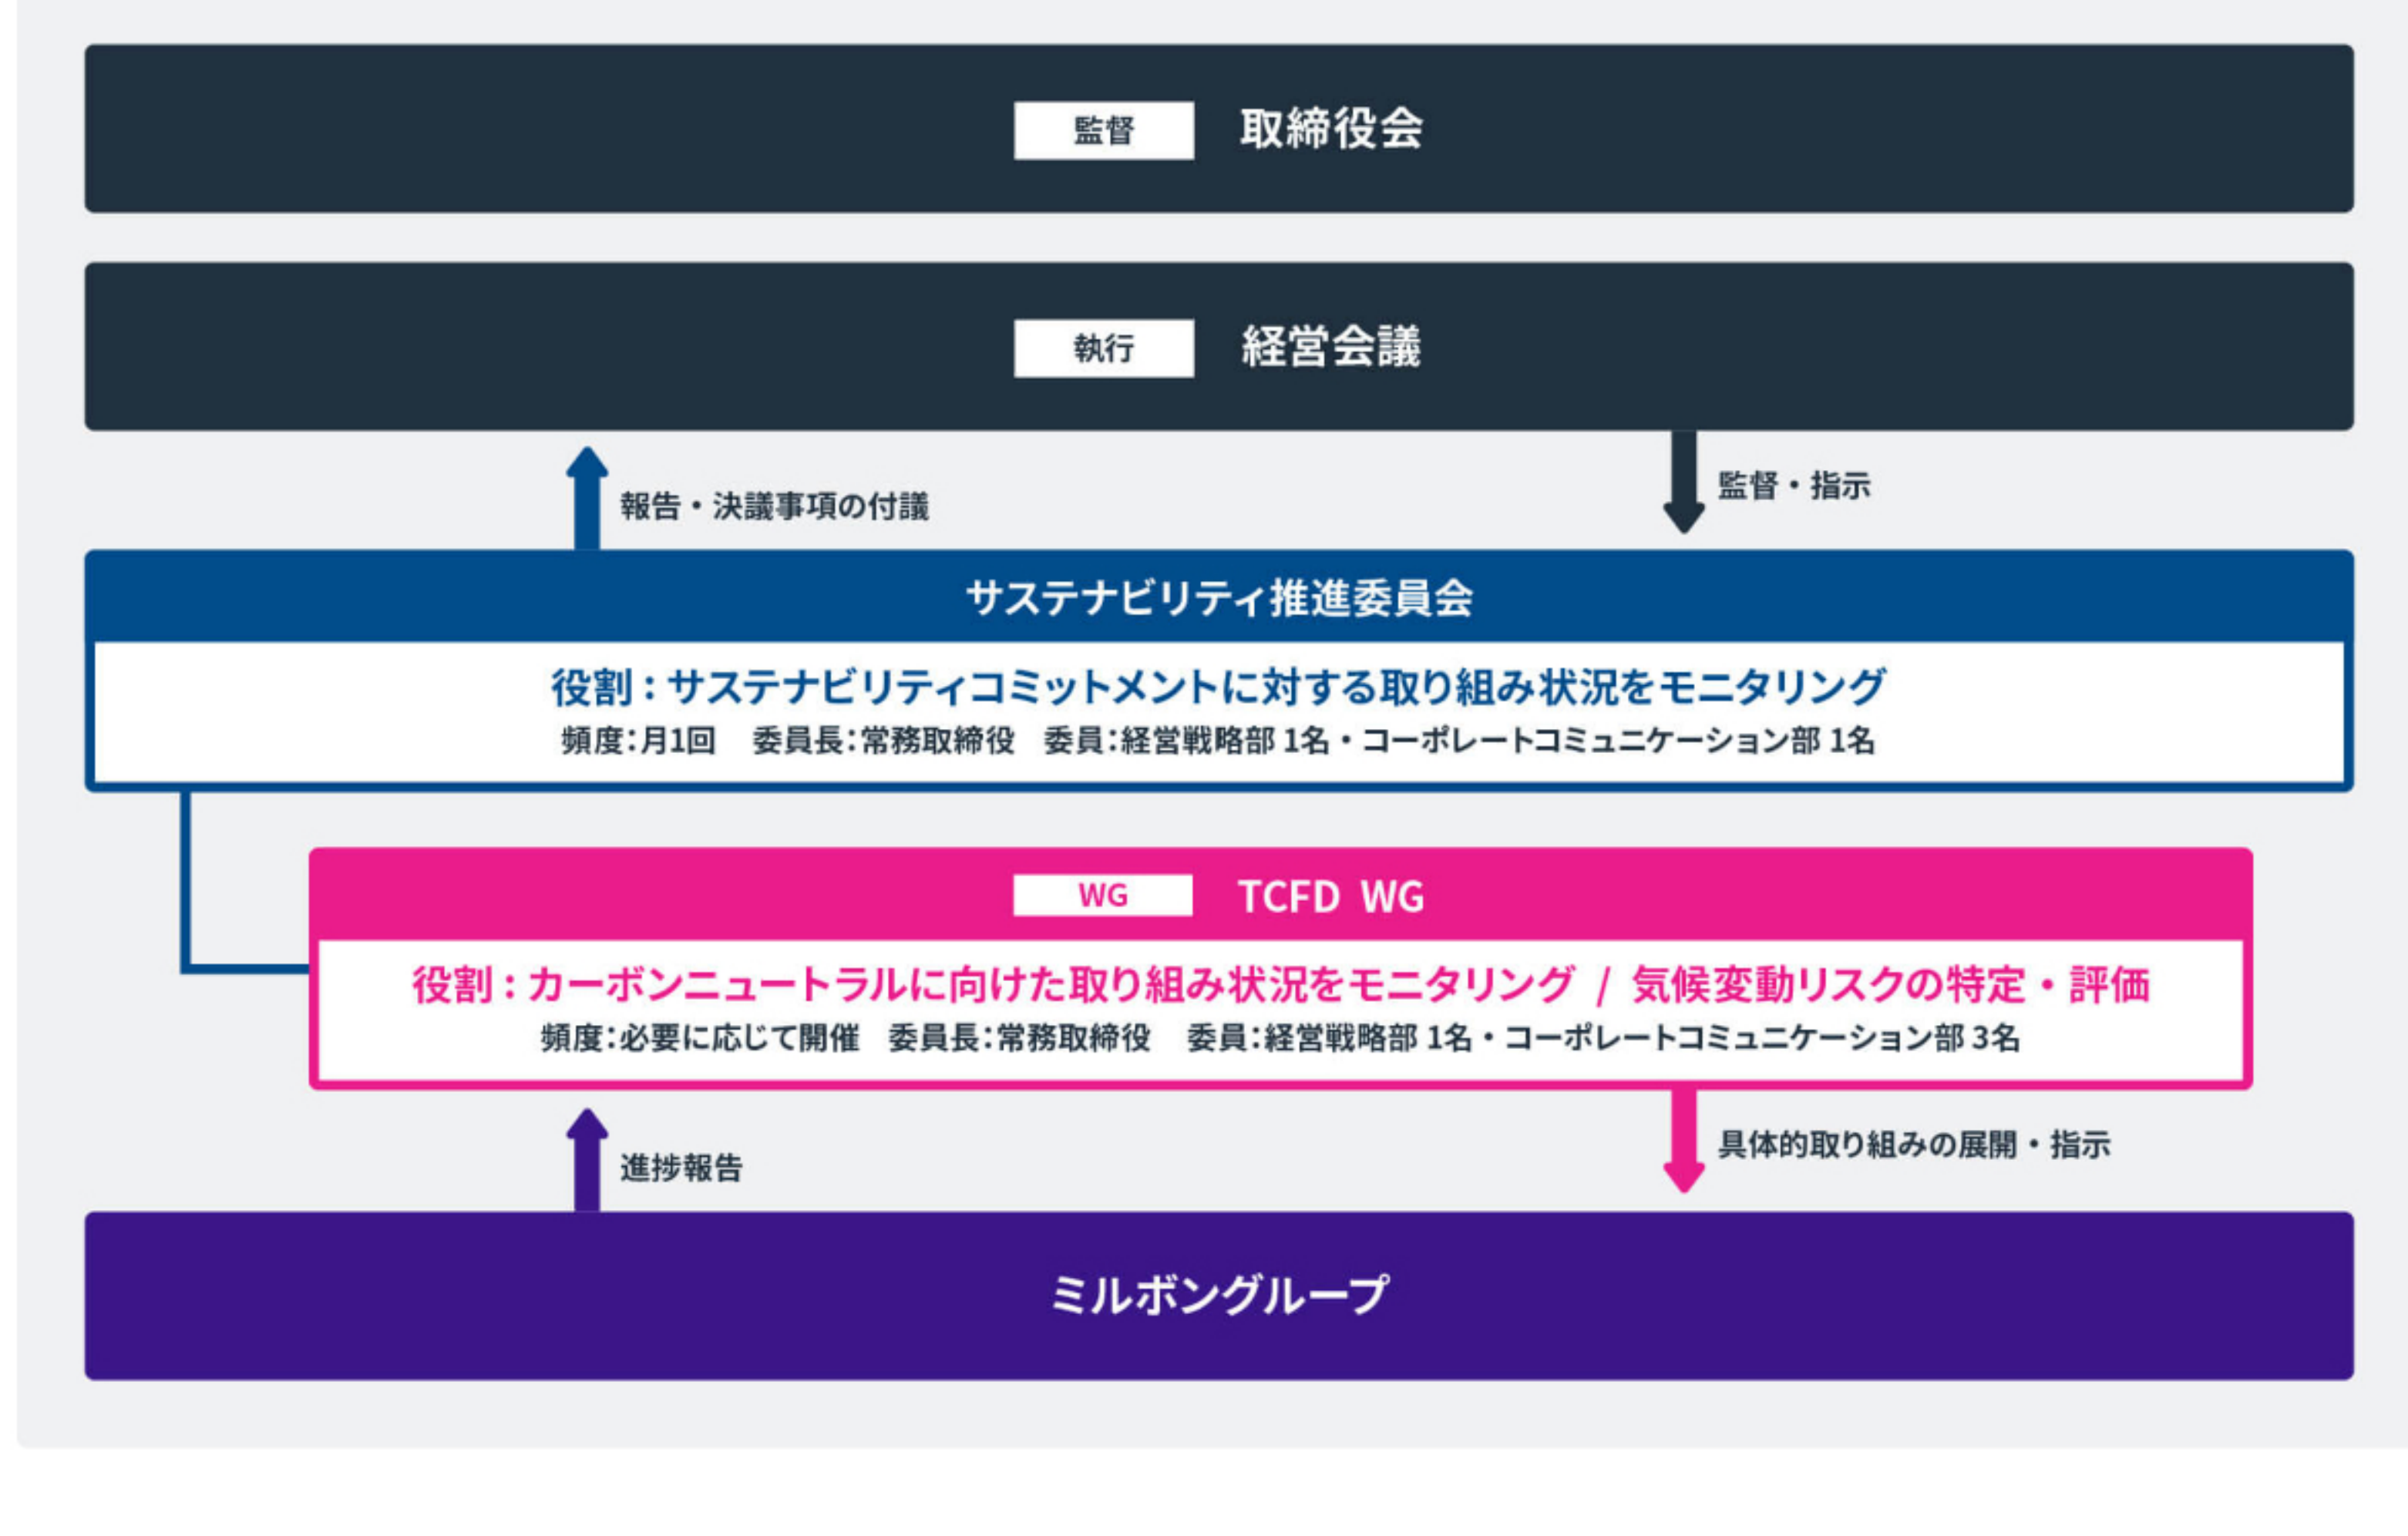 監督 取締役会
執行 経営会議
報告・決議事項の付議
監督・指示
サステナビリティ推進委員会
役割：サステナビリティコミットメントに対する取り組み状況をモニタリング
頻度：月1回 委員長：常務取締役 委員：経営戦略部 1名・コーポレートコミュニケーション部 1名
WG TCFD WG
役割：カーボンニュートラルに向けた取り組み状況をモニタリング / 気候変動リスクの特定・評価
頻度：必要に応じて開催 委員長：常務取締役 委員：経営戦略部 1名・コーポレートコミュニケーション部 3名
進捗報告
具体的取り組みの展開・指示
ミルボングループ